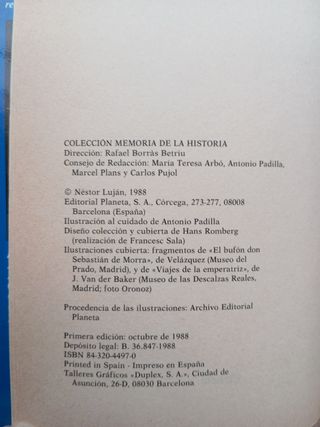 re
COLECCIÓN MEMORIA DE LA HISTORIA
Dirección: Rafael Borràs Betriu
Consejo de Redacción: María Teresa Arbó, Antonio Padilla,
Marcel Plans y Carlos Pujol
© Néstor Luján, 1988
Editorial Planeta, S. A., Córcega, 273-277, 08008
Barcelona (España)
Ilustración al cuidado de Antonio Padilla
Diseño colección y cubierta de Hans Romberg
(realización de Francesc Sala)
Ilustraciones cubierta: fragmentos de «El bufón don
Sebastián de Morra», de Velázquez (Museo del
Prado, Madrid), y de «Viajes de la emperatriz», de
J. Van der Baker (Museo de las Descalzas Reales,
Madrid; foto Oronoz)
Procedencia de las ilustraciones: Archivo Editorial
Planeta
Primera edición: octubre de 1988
Depósito legal: B. 36.847-1988
ISBN 84-320-4497-0
Printed in Spain - Impreso en España
Talleres Gráficos «Duplex, S. A.», Ciudad de
Asunción, 26-D, 08030 Barcelona